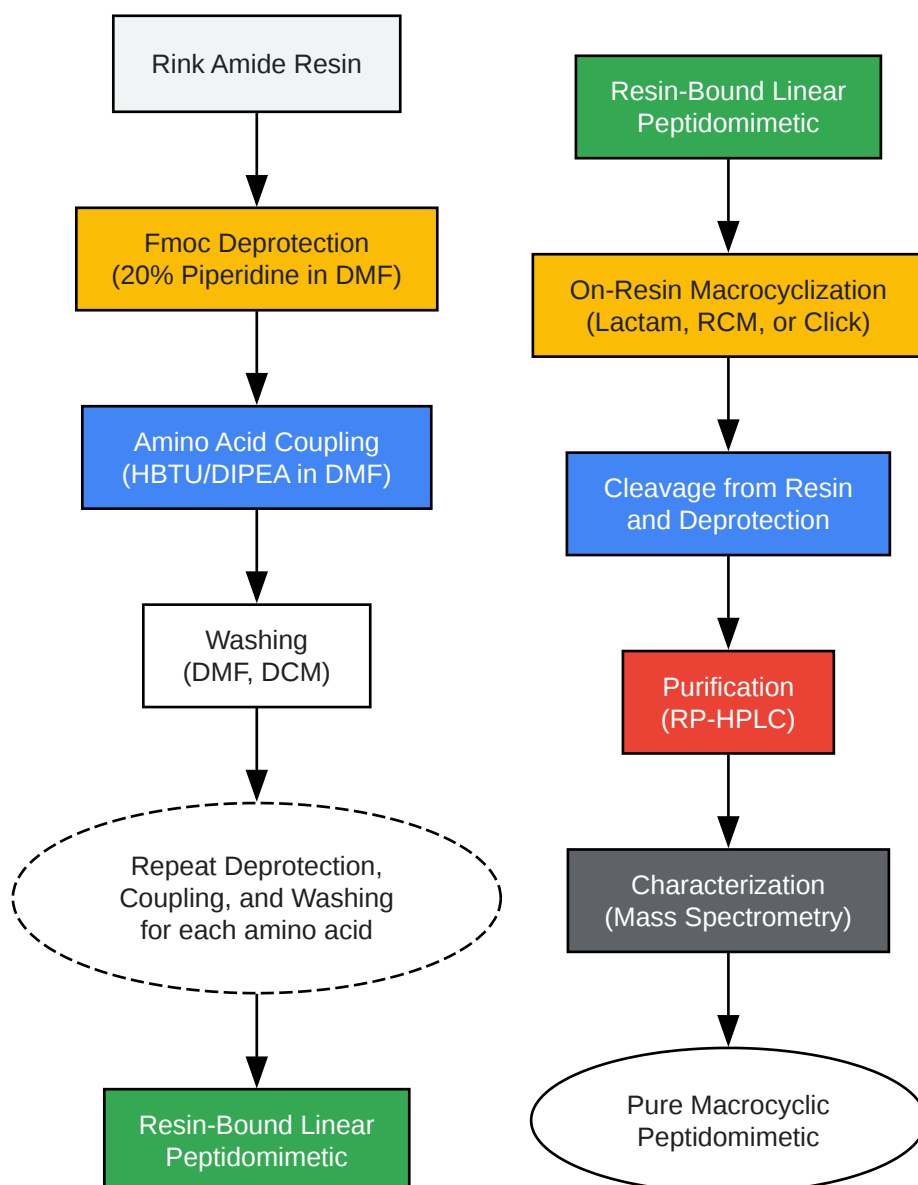 Rink Amide Resin
Fmoc Deprotection
(20% Piperidine in DMF)
Amino Acid Coupling
(HBTU/DIPEA in DMF)
Washing
(DMF, DCM)
Repeat Deprotection,
Coupling, and Washing
for each amino acid
Resin-Bound Linear
Peptidomimetic
Resin-Bound Linear
Peptidomimetic
On-Resin Macrocyclization
(Lactam, RCM, or Click)
Cleavage from Resin
and Deprotection
Purification
(RP-HPLC)
Characterization
(Mass Spectrometry)
Pure Macrocyclic
Peptidomimetic